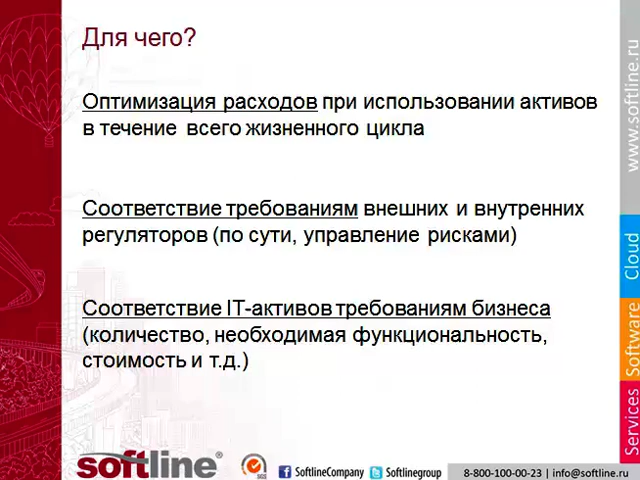 Для чего?
Оптимизация расходов при использовании активов
в течение всего жизненного цикла
Соответствие требованиям внешних и внутренних
регуляторов (по сути, управление рисками)
Соответствие IT-активов требованиям бизнеса
(количество, необходимая функциональность,
стоимость и т.д.)
www.softline.ru
Cloud
Software
Services
softline®
SGS
SoftlineCompany
Softlinegroup
8-800-100-00-23 | info@softline.ru